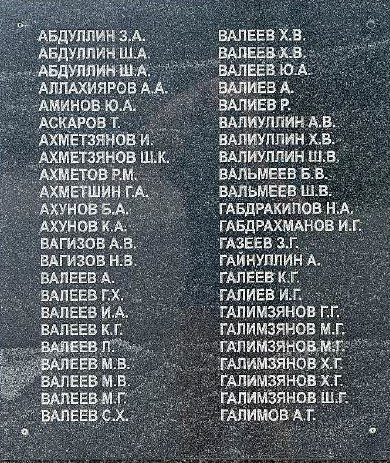 АБДУЛЛИН З.А.
АБДУЛЛИН Ш.А.
АБДУЛЛИН Ш.А.
АЛЛАХИЯРОВ А.А.
АМИНОВ Ю.А.
АСКАРОВ Т.
АХМЕТЗЯНОВ И.
АХМЕТЗЯНОВ Ш.К.
АХМЕТОВ Р.М.
АХМЕТШИН Г.А.
АХУНОВ Б.А.
АХУНОВ К.А.
ВАГИЗОВ А.В.
ВАГИЗОВ Н.В.
ВАЛЕЕВ А.
ВАЛЕЕВ Г.Х.
ВАЛЕЕВ И.А.
ВАЛЕЕВ К.Г.
ВАЛЕЕВ Л.
ВАЛЕЕВ М.В.
ВАЛЕЕВ М.В.
ВАЛЕЕВ М.Г.
ВАЛЕЕВ С.Х.
ВАЛЕЕВ Х.В.
ВАЛЕЕВ Х.В.
ВАЛЕЕВ Ю.А.
ВАЛИЕВ А.
ВАЛИЕВ Р.
ВАЛИУЛЛИН А.В.
ВАЛИУЛЛИН Х.В.
ВАЛИУЛЛИН Ш.В.
ВАЛЬМЕЕВ Б.В.
ВАЛЬМЕЕВ Ш.В.
ГАБДРАКИПОВ Н.А.
ГАБДРАХМАНОВ И.Г.
ГАЗЕЕВ З.Г.
ГАЙНУЛЛИН А.
ГАЛЕЕВ К.Г.
ГАЛИЕВ И.Г.
ГАЛИМЗЯНОВ Г.Г.
ГАЛИМЗЯНОВ М.Г.
ГАЛИМЗЯНОВ М.Г.
ГАЛИМЗЯНОВ Х.Г.
ГАЛИМЗЯНОВ Х.Г.
ГАЛИМЗЯНОВ Ш.Г.
ГАЛИМОВ А.Г.